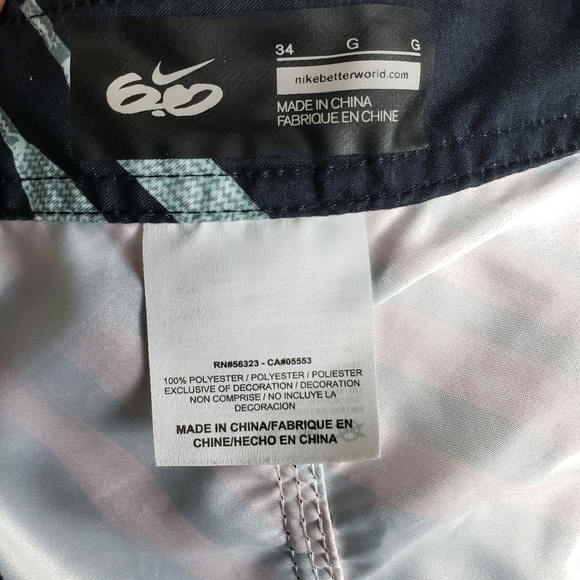 6.0
34 G G
nikebetterworld.com
MADE IN CHINA
FABRIQUE EN CHINE
RN#56323 - CA#05553
100% POLYESTER / POLYESTER / POLIESTER
EXCLUSIVE OF DECORATION / DECORATION
NON COMPRISE / NO INCLUYE LA
DECORACION
MADE IN CHINA/FABRIQUE EN
CHINE/HECHO EN CHINA